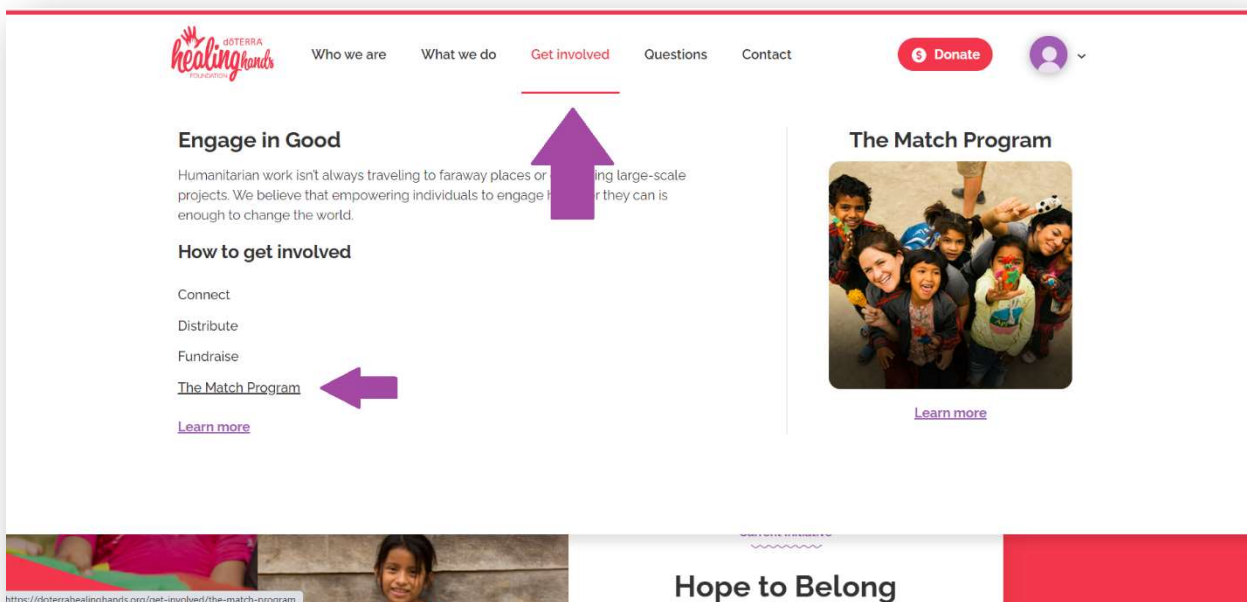 dōTERRA
healing hands
FOUNDATION
Who we are
What we do
Get involved
Questions
Contact
Donate
Engage in Good
Humanitarian work isn't always traveling to faraway places or ing large-scale
projects. We believe that empowering individuals to engage h r they can is
enough to change the world.
How to get involved
Connect
Distribute
Fundraise
The Match Program
Learn more
The Match Program
Learn more
Current Initiative
Hope to Belong
https://doterrahealinghands.org/get-involved/the-match-program